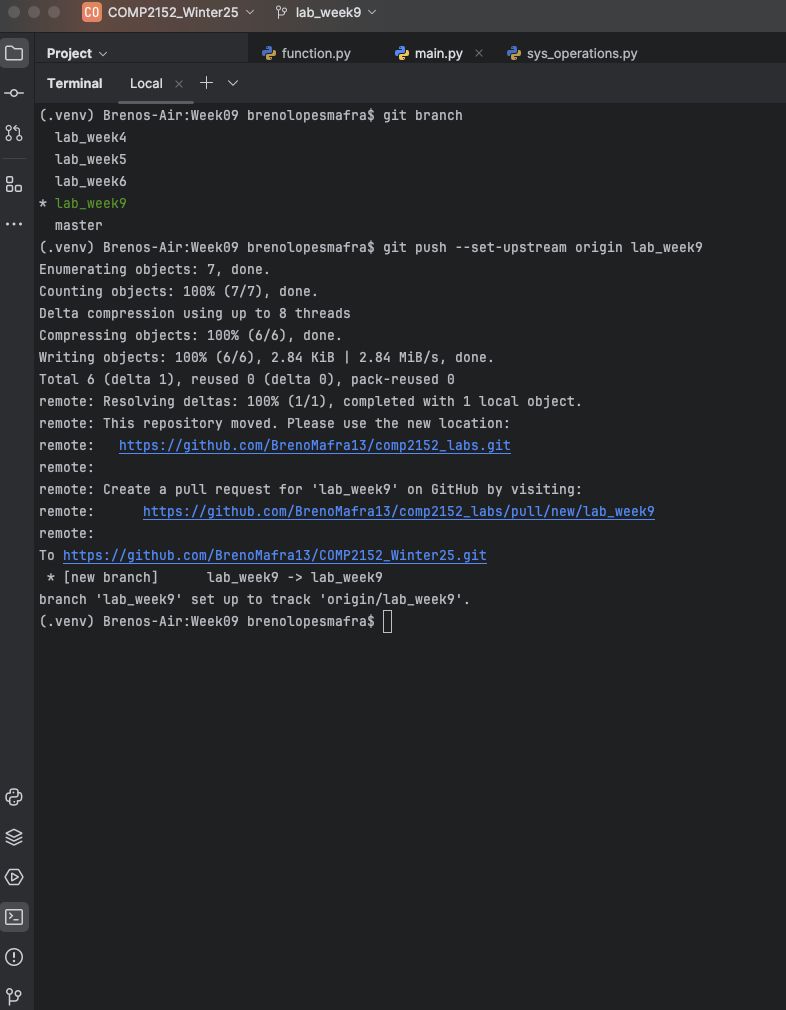 CO COMP2152_Winter25 lab_week9
Project function.py main.py sys_operations.py
Terminal Local
(.venv) Brenos-Air:Week09 brenolopesmafra$ git branch
  lab_week4
  lab_week5
  lab_week6
* lab_week9
  master
(.venv) Brenos-Air:Week09 brenolopesmafra$ git push --set-upstream origin lab_week9
Enumerating objects: 7, done.
Counting objects: 100% (7/7), done.
Delta compression using up to 8 threads
Compressing objects: 100% (6/6), done.
Writing objects: 100% (6/6), 2.84 KiB | 2.84 MiB/s, done.
Total 6 (delta 1), reused 0 (delta 0), pack-reused 0
remote: Resolving deltas: 100% (1/1), completed with 1 local object.
remote: This repository moved. Please use the new location:
remote:   https://github.com/BrenoMafra13/comp2152_labs.git
remote:
remote: Create a pull request for 'lab_week9' on GitHub by visiting:
remote:      https://github.com/BrenoMafra13/comp2152_labs/pull/new/lab_week9
remote:
To https://github.com/BrenoMafra13/COMP2152_Winter25.git
 * [new branch]      lab_week9 -> lab_week9
branch 'lab_week9' set up to track 'origin/lab_week9'.
(.venv) Brenos-Air:Week09 brenolopesmafra$